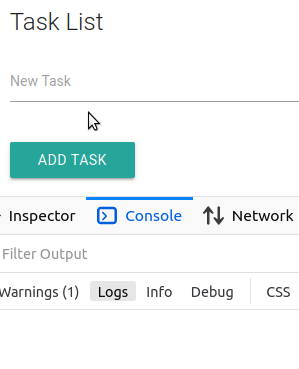 Task List
New Task
ADD TASK
Inspector Console Network
Filter Output
Warnings (1) Logs Info Debug CSS